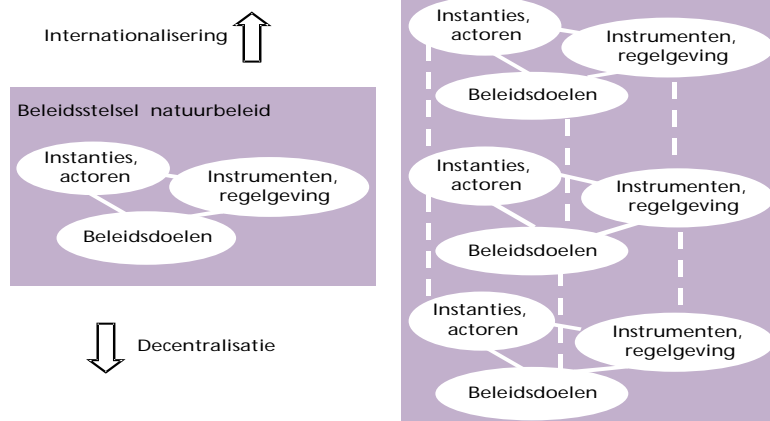 Internationalisering
Beleidsstelsel natuurbeleid
Instanties,
actoren
Instrumenten,
regelgeving
Beleidsdoelen
Decentralisatie
Instanties,
actoren
Instrumenten,
regelgeving
Beleidsdoelen
Instanties,
actoren
Instrumenten,
regelgeving
Beleidsdoelen
Instanties,
actoren
Instrumenten,
regelgeving
Beleidsdoelen